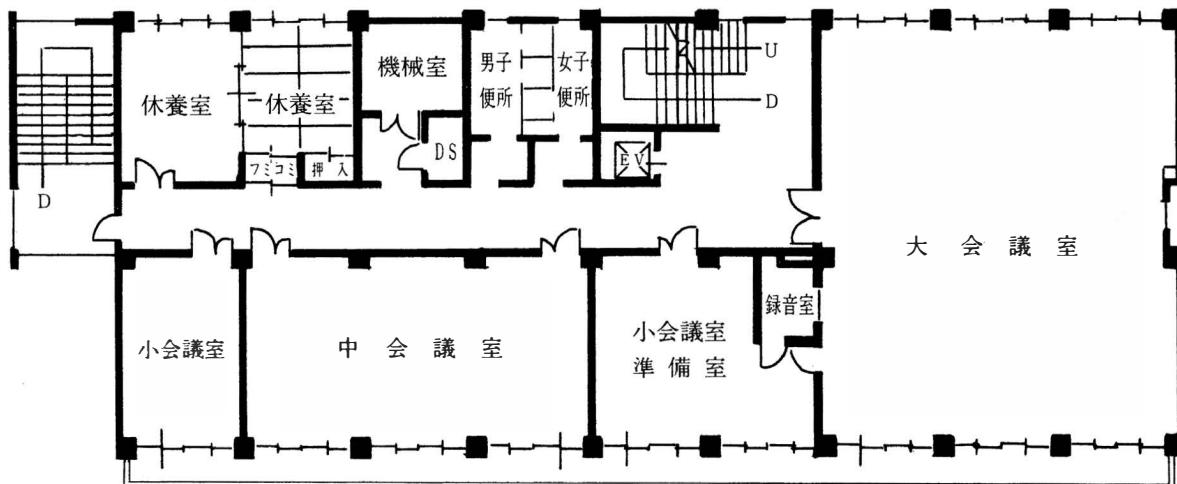 休養室
休養室
フミコミ
押入
機械室
DS
男子
便所
女子
便所
U
D
EV
D
大会議室
小会議室
中会議室
小会議室
準備室
録音室